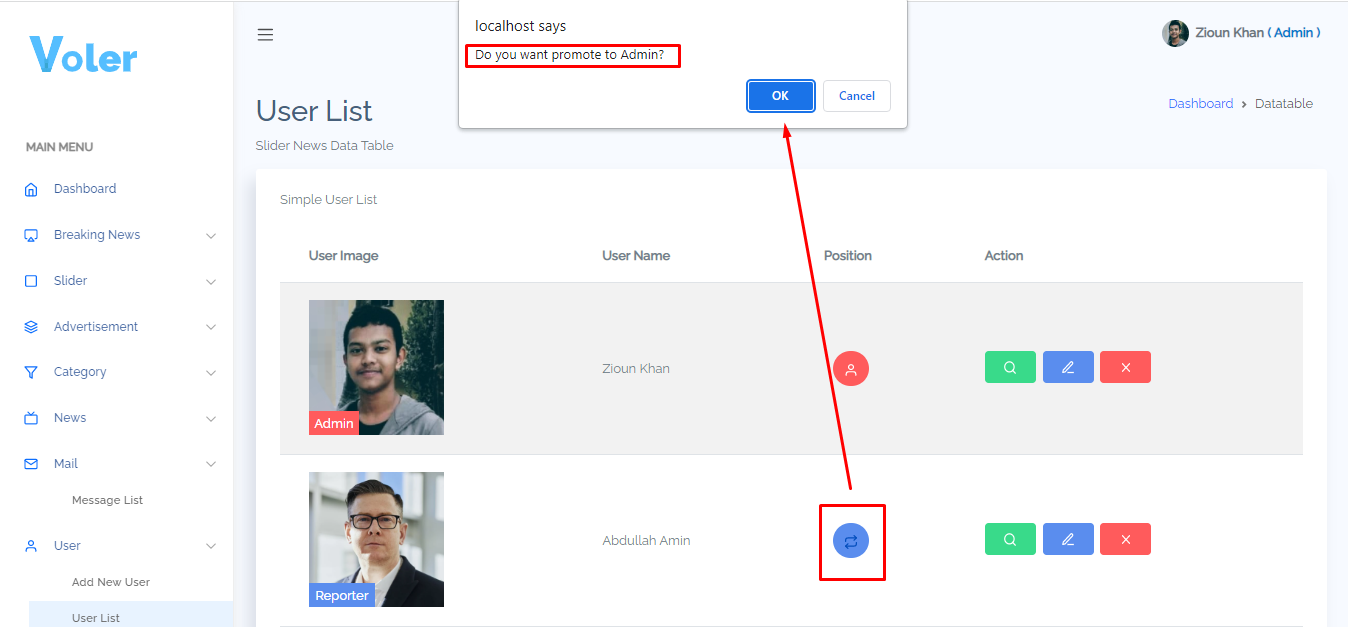 localhost says
Do you want promote to Admin?
OK
Cancel
Voler
Zioun Khan ( Admin )
User List
Dashboard › Datatable
Slider News Data Table
MAIN MENU
Dashboard
Breaking News
Slider
Advertisement
Category
News
Mail
Message List
User
Add New User
User List
Simple User List
User Image
User Name
Position
Action
Admin
Zioun Khan
Reporter
Abdullah Amin